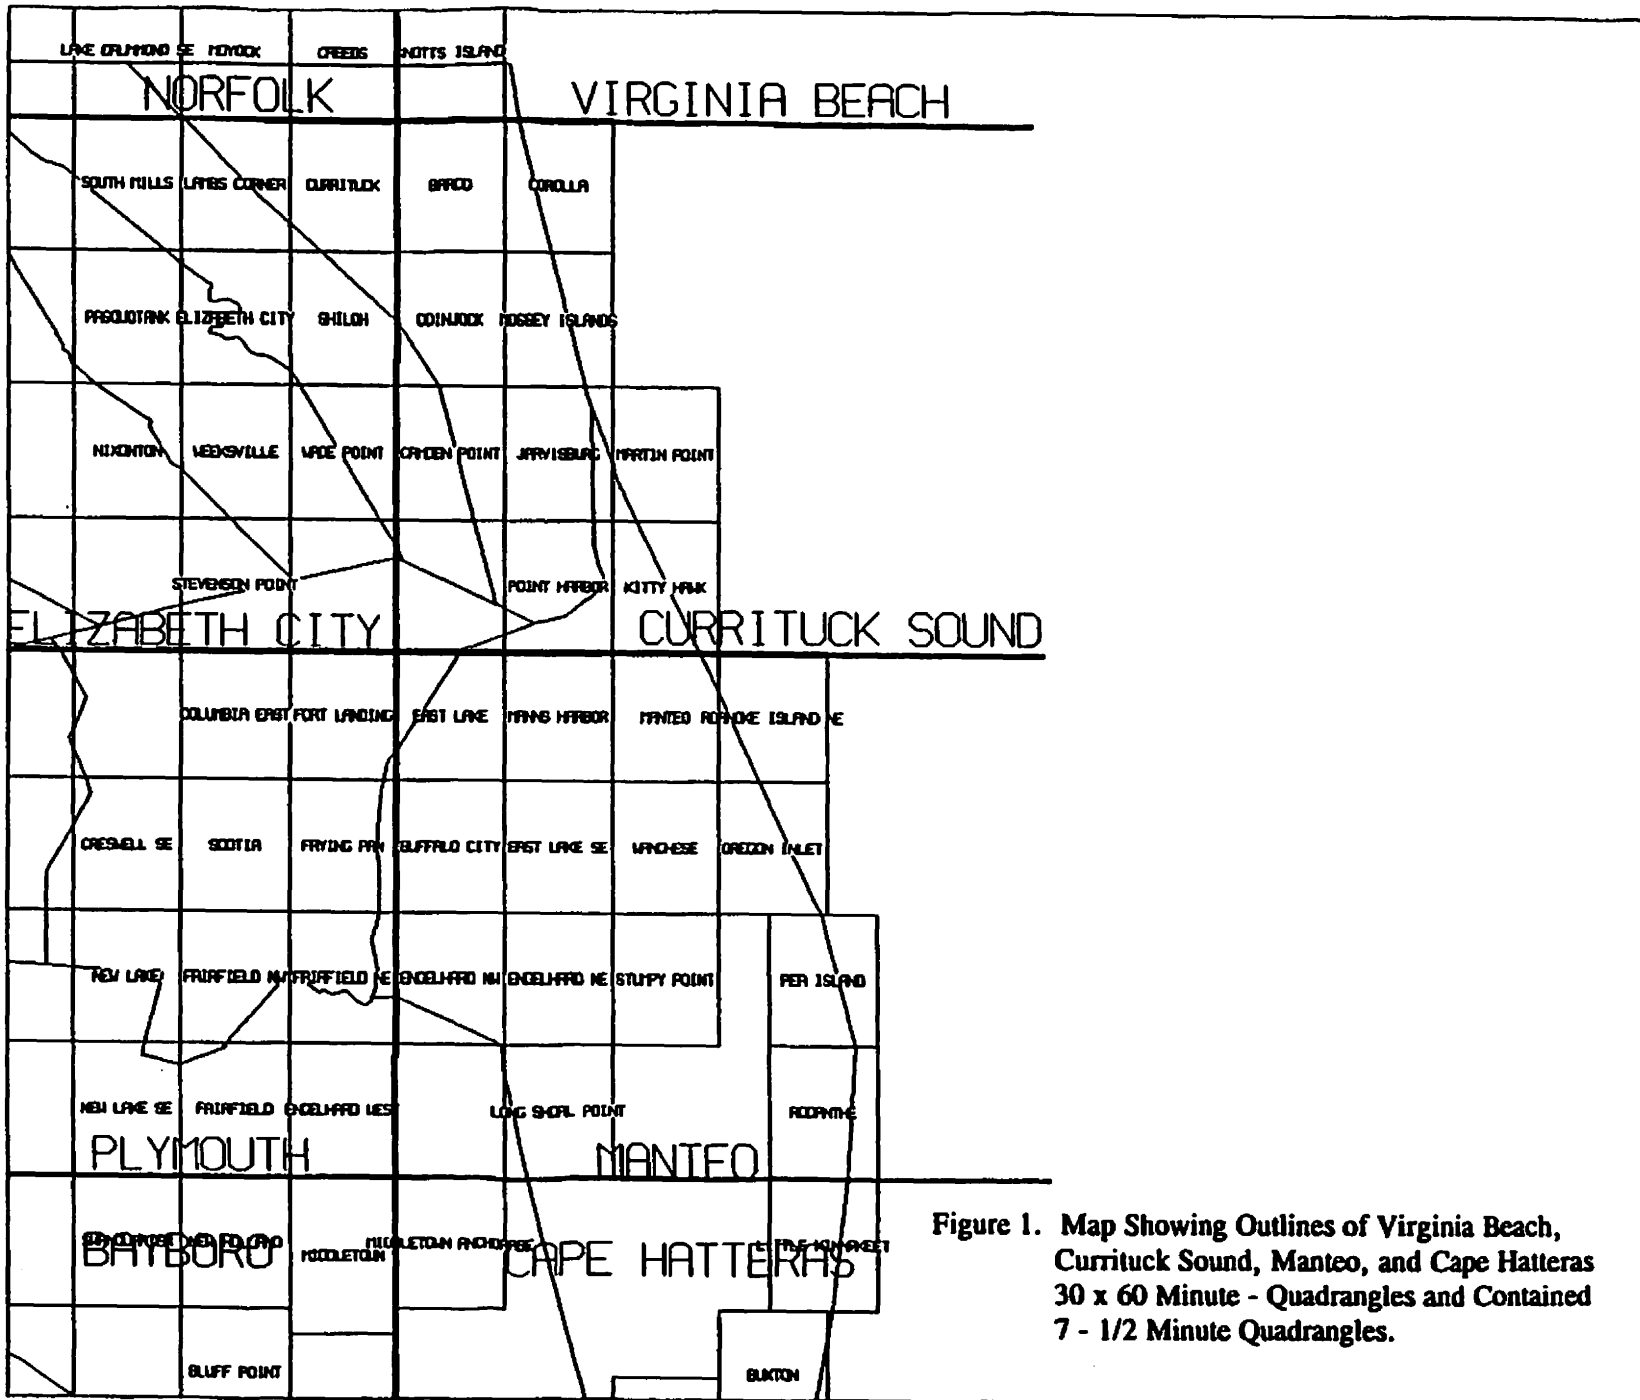 LAKE DRUMMOND SE MOYOCK CREEDS KNOTTS ISLAND
NORFOLK VIRGINIA BEACH
SOUTH MILLS LAMBS CORNER CURRITUCK BARCO COROLLA
PASQUOTANK ELIZABETH CITY SHILOH COINJOCK MOSSEY ISLANDS
NIXONTON WEEKSVILLE WADE POINT CAMDEN POINT JARVISBURG MARTIN POINT
STEVENSON POINT POINT HARBOR KITTY HAWK
ELIZABETH CITY CURRITUCK SOUND
COLUMBIA EAST FORT LANDING EAST LAKE MANNS HARBOR MANTEO ROANOKE ISLAND NE
CRESWELL SE SCOTIA FRYING PAN BUFFALO CITY EAST LAKE SE WANCHESE OREGON INLET
NEW LAKE FAIRFIELD NW FAIRFIELD NE ENGELHARD NW ENGELHARD NE STUMPY POINT PEA ISLAND
NEW LAKE SE FAIRFIELD ENGELHARD WEST LONG SHOAL POINT RODANTHE
PLYMOUTH MANTEO
BAYBORO MIDDLETOWN MIDDLETOWN ANCHORAGE CAPE HATTERAS LITTLE KINNAKEET
BLUFF POINT BUXTON
Figure 1. Map Showing Outlines of Virginia Beach,
Currituck Sound, Manteo, and Cape Hatteras
30 x 60 Minute - Quadrangles and Contained
7 - 1/2 Minute Quadrangles.